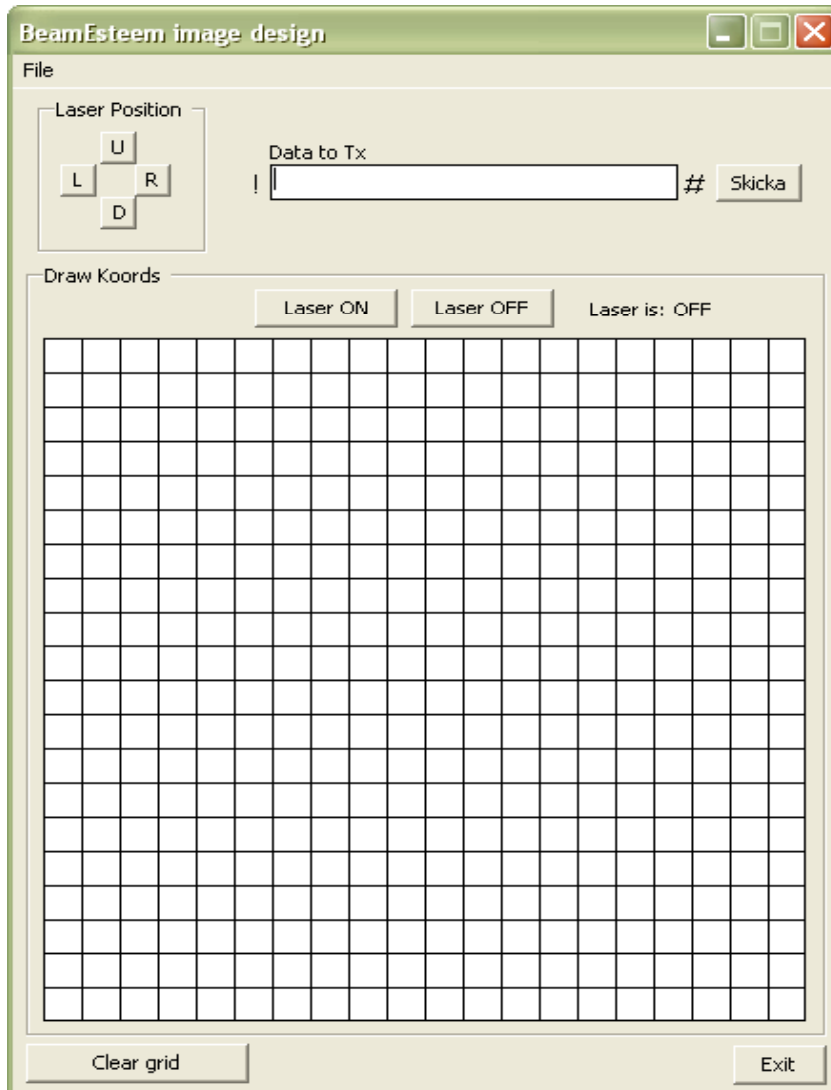 BeamEsteem image design
File
Laser Position
U
L R
D
Data to Tx
! # Skicka
Draw Koords
Laser ON Laser OFF Laser is: OFF
Clear grid Exit